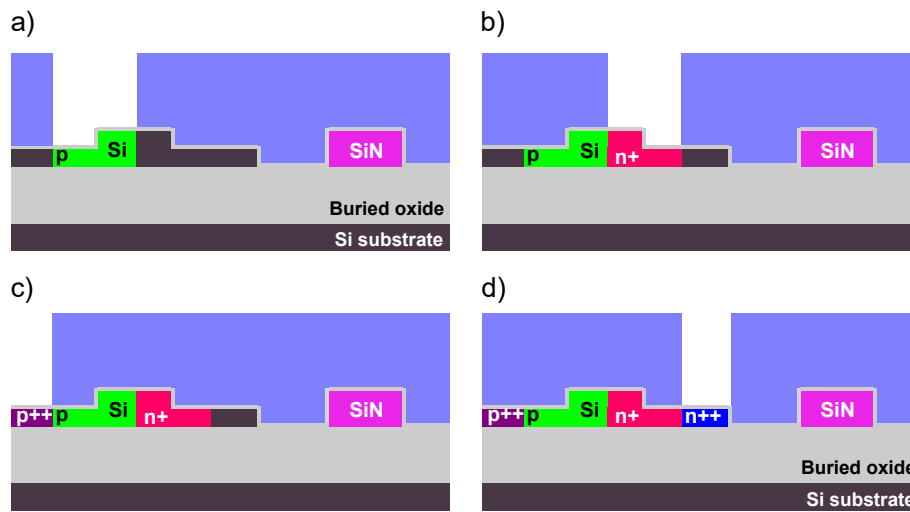 a)
p
Si
SiN
Buried oxide
Si substrate
b)
p
Si
n+
SiN
c)
p++
p
Si
n+
SiN
d)
p++
p
Si
n+
n++
SiN
Buried oxide
Si substrate